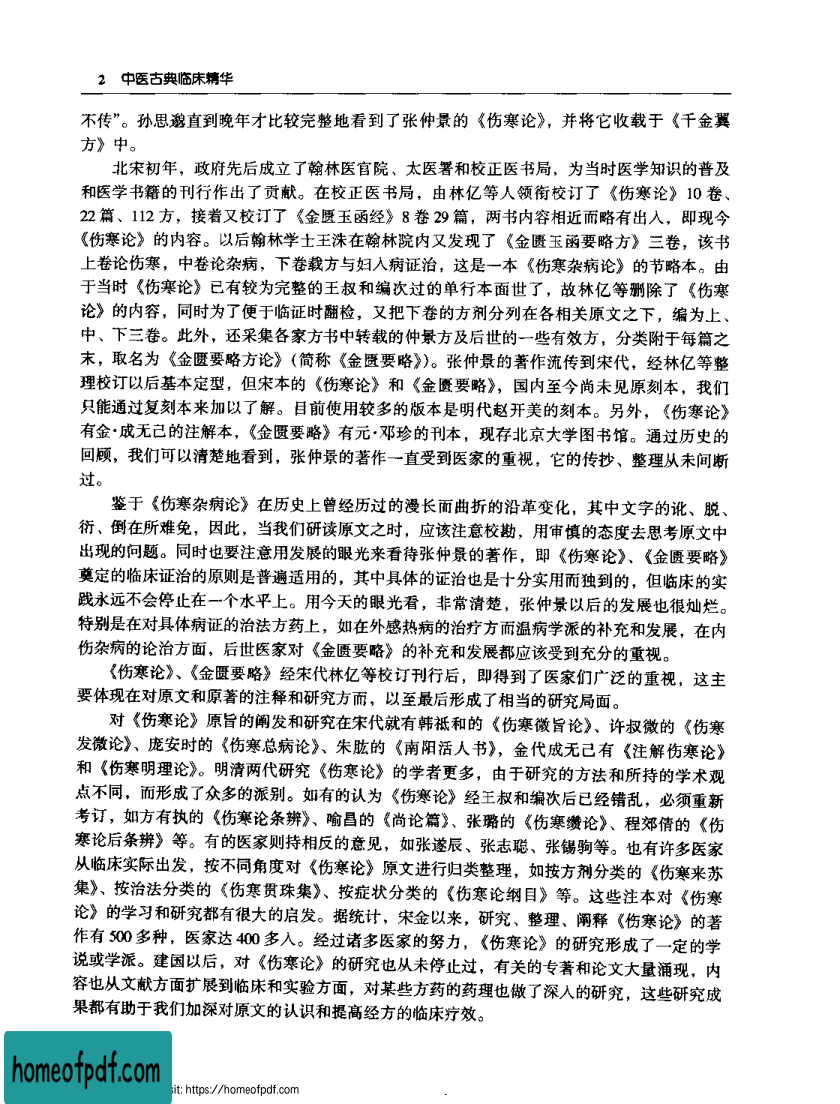 2 中医古典临床精华
不传”。孙思邈直到晚年才比较完整地看到了张仲景的《伤寒论》，并将它收载于《千金翼
方》中。
北宋初年，政府先后成立了翰林医官院、太医署和校正医书局，为当时医学知识的普及
和医学书籍的刊行作出了贡献。在校正医书局，由林亿等人领衔校订了《伤寒论》10 卷、
22 篇、112 方，接着又校订了《金匮玉函经》8 卷 29 篇，两书内容相近而略有出入，即现今
《伤寒论》的内容。以后翰林学士王洙在翰林院内又发现了《金匮玉函要略方》三卷，该书
上卷论伤寒，中卷论杂病，下卷载方与妇人病证治，这是一本《伤寒杂病论》的节略本。由
于当时《伤寒论》已有较为完整的王叔和编次过的单行本面世了，故林亿等删除了《伤寒
论》的内容，同时为了便于临证时翻检，又把下卷的方剂分列在各相关原文之下，编为上、
中、下三卷。此外，还采集各家方书中转载的仲景方及后世的一些有效方，分类附于每篇之
末，取名为《金匮要略方论》(简称《金匮要略》)。张仲景的著作流传到宋代，经林亿等整
理校订以后基本定型，但宋本的《伤寒论》和《金匮要略》，国内至今尚未见原刻本，我们
只能通过复刻本来加以了解。目前使用较多的版本是明代赵开美的刻本。另外，《伤寒论》
有金·成无己的注解本，《金匮要略》有元·邓珍的刊本，现存北京大学图书馆。通过历史的
回顾，我们可以清楚地看到，张仲景的著作一直受到医家的重视，它的传抄、整理从未间断
过。
鉴于《伤寒杂病论》在历史上曾经历过的漫长而曲折的沿革变化，其中文字的讹、脱、
衍、倒在所难免，因此，当我们研读原文之时，应该注意校勘，用审慎的态度去思考原文中
出现的问题。同时也要注意用发展的眼光来看待张仲景的著作，即《伤寒论》、《金匮要略》
奠定的临床证治的原则是普遍适用的，其中具体的证治也是十分实用而独到的，但临床的实
践永远不会停止在一个水平上。用今天的眼光看，非常清楚，张仲景以后的发展也很灿烂。
特别是在对具体病证的治法方药上，如在外感热病的治疗方面温病学派的补充和发展，在内
伤杂病的论治方面，后世医家对《金匮要略》的补充和发展都应该受到充分的重视。
《伤寒论》、《金匮要略》经宋代林亿等校订刊行后，即得到了医家们广泛的重视，这主
要体现在对原文和原著的注释和研究方面，以至最后形成了相当的研究局面。
对《伤寒论》原旨的阐发和研究在宋代就有韩祗和的《伤寒微旨论》、许叔微的《伤寒
发微论》、庞安时的《伤寒总病论》、朱肱的《南阳活人书》，金代成无己有《注解伤寒论》
和《伤寒明理论》。明清两代研究《伤寒论》的学者更多，由于研究的方法和所持的学术观
点不同，而形成了众多的派别。如有的认为《伤寒论》经王叔和编次后已经错乱，必须重新
考订，如方有执的《伤寒论条辨》、喻昌的《尚论篇》、张璐的《伤寒缵论》、程郊倩的《伤
寒论后条辨》等。有的医家则持相反的意见，如张遂辰、张志聪、张锡驹等。也有许多医家
从临床实际出发，按不同角度对《伤寒论》原文进行归类整理，如按方剂分类的《伤寒来苏
集》、按治法分类的《伤寒贯珠集》、按症状分类的《伤寒论纲目》等。这些注本对《伤寒
论》的学习和研究都有很大的启发。据统计，宋金以来，研究、整理、阐释《伤寒论》的著
作有 500 多种，医家达 400 多人。经过诸多医家的努力，《伤寒论》的研究形成了一定的学
说或学派。建国以后，对《伤寒论》的研究也从未停止过，有关的专著和论文大量涌现，内
容也从文献方面扩展到临床和实验方面，对某些方药的药理也做了深入的研究，这些研究成
果都有助于我们加深对原文的认识和提高经方的临床疗效。
homeofpdf.com
sit: https://homeofpdf.com